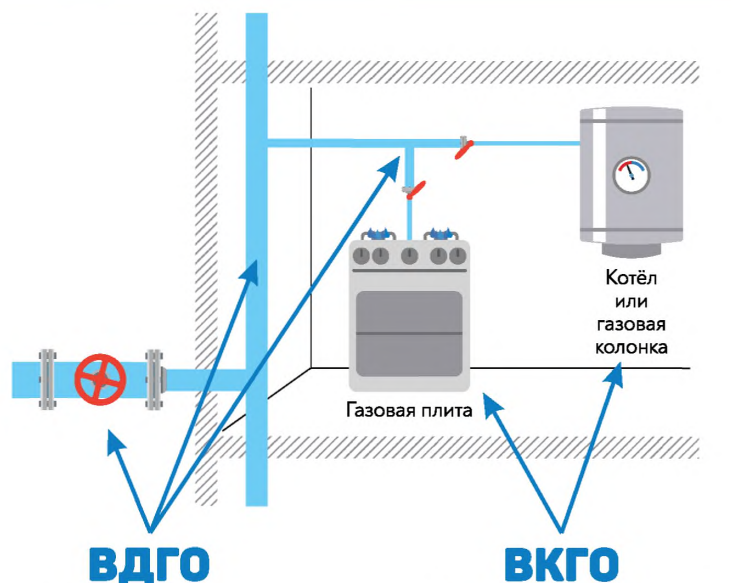 Котёл
или
газовая
колонка
Газовая плита
ВДГО
ВКГО